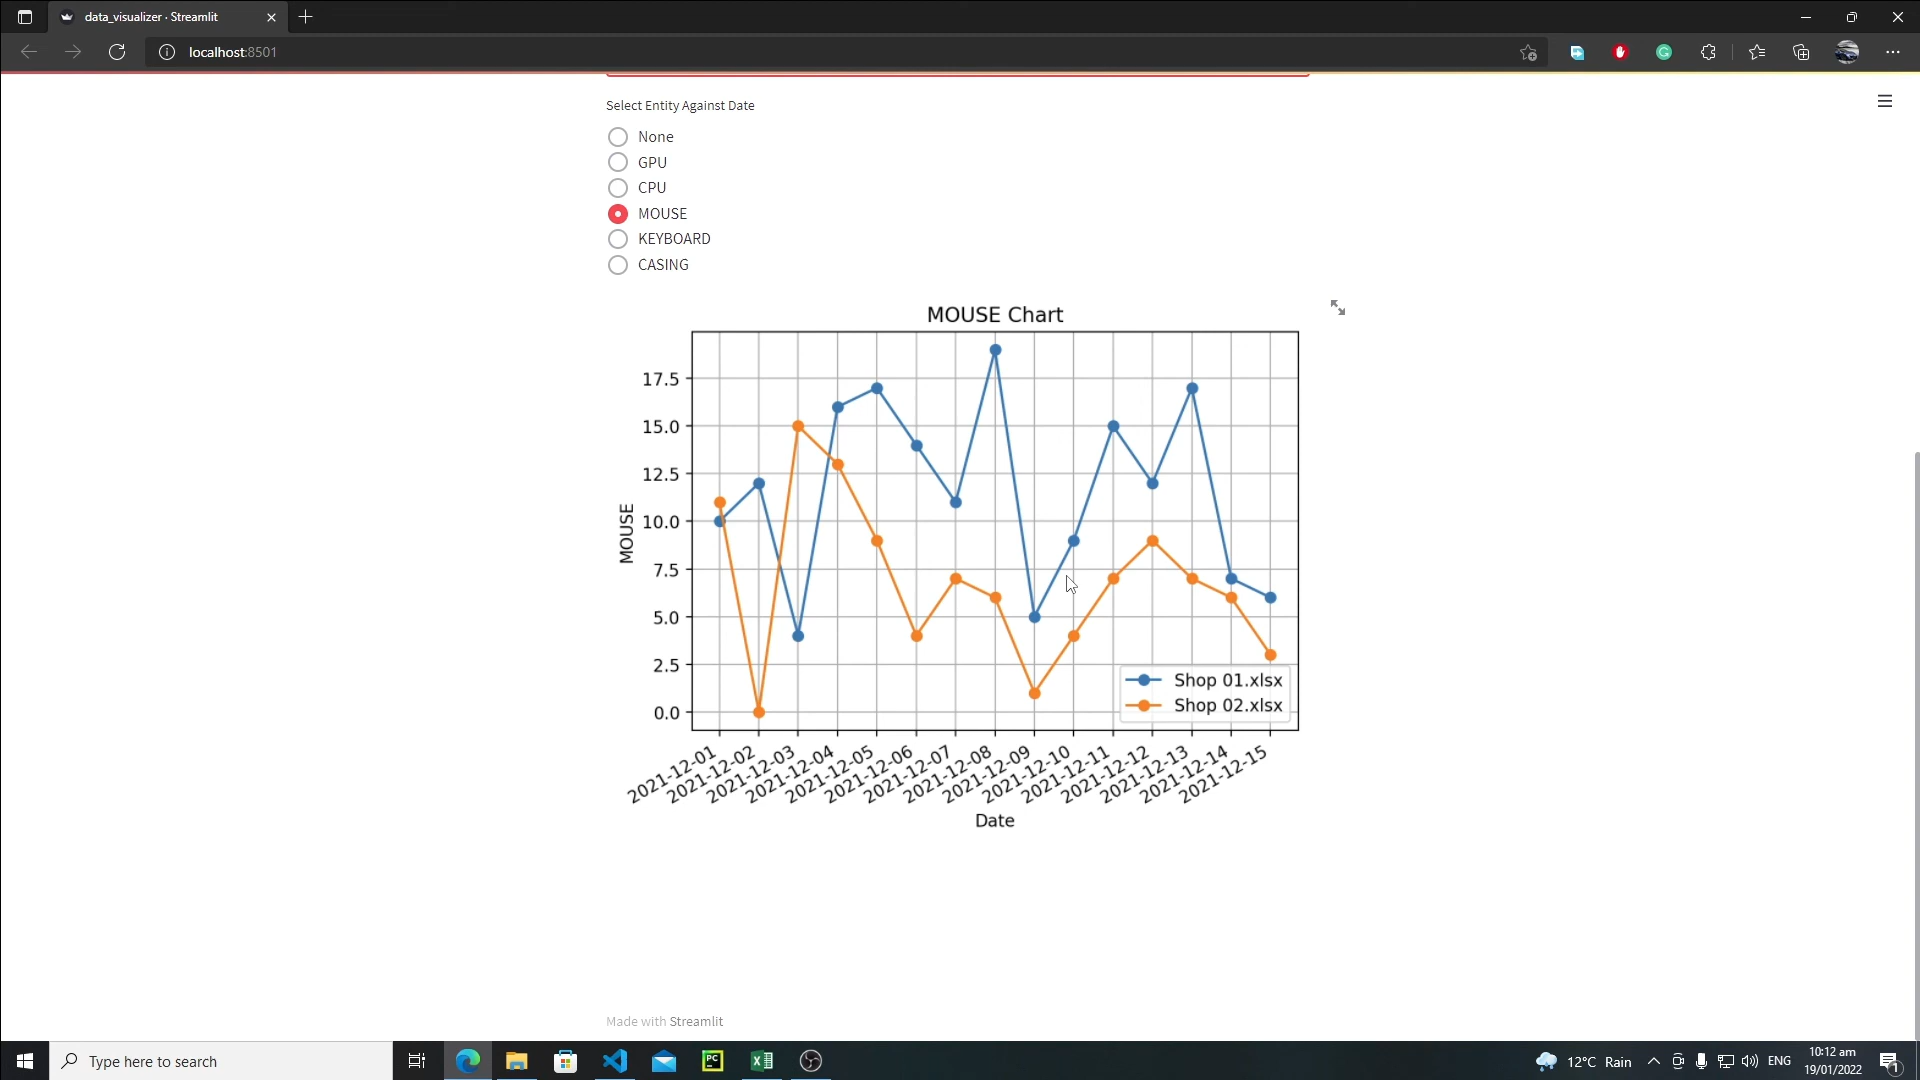 data_visualizer · Streamlit
localhost:8501
Select Entity Against Date
None
GPU
CPU
MOUSE
KEYBOARD
CASING
MOUSE Chart
17.5
15.0
12.5
10.0
7.5
5.0
2.5
0.0
MOUSE
Shop 01.xlsx
Shop 02.xlsx
2021-12-01
2021-12-02
2021-12-03
2021-12-04
2021-12-05
2021-12-06
2021-12-07
2021-12-08
2021-12-09
2021-12-10
2021-12-11
2021-12-12
2021-12-13
2021-12-14
2021-12-15
Date
Made with Streamlit
Type here to search
PC
12°C Rain
ENG
10:12 am
19/01/2022
1